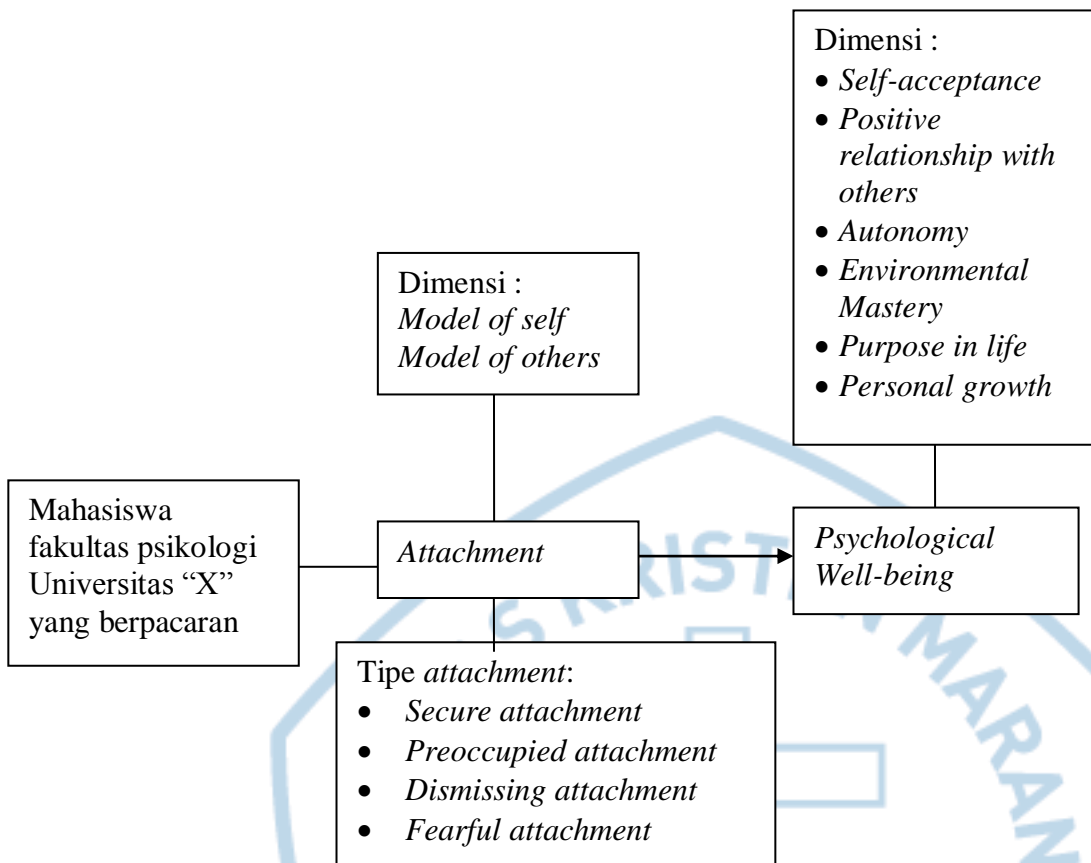 Dimensi :
• Self-acceptance
• Positive
relationship with
others
• Autonomy
• Environmental
Mastery
• Purpose in life
• Personal growth
Dimensi :
Model of self
Model of others
Mahasiswa
fakultas psikologi
Universitas “X”
yang berpacaran
Attachment
Psychological
Well-being
Tipe attachment:
• Secure attachment
• Preoccupied attachment
• Dismissing attachment
• Fearful attachment
S KRISTEN MARAN